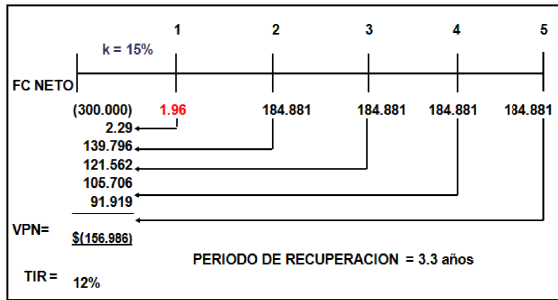 1 2 3 4 5
k = 15%
FC NETO
(300.000) 1.96 184.881 184.881 184.881 184.881
2.29
139.796
121.562
105.706
91.919
VPN=
$(156.986)
PERIODO DE RECUPERACION = 3.3 años
TIR = 12%